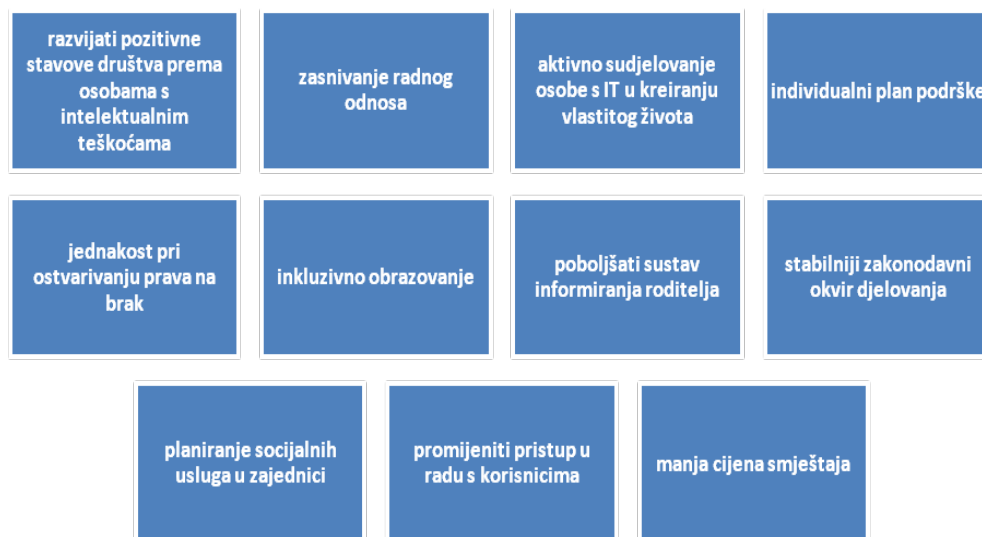 razvijati pozitivne
stavove društva prema
osobama s
intelektualnim
teškoćama
zasnivanje radnog
odnosa
aktivno sudjelovanje
osobe s IT u kreiranju
vlastitog života
individualni plan podrške
jednakost pri
ostvarivanju prava na
brak
inkluzivno obrazovanje
poboljšati sustav
informiranja roditelja
stabilniji zakonodavni
okvir djelovanja
planiranje socijalnih
usluga u zajednici
promijeniti pristup u
radu s korisnicima
manja cijena smještaja